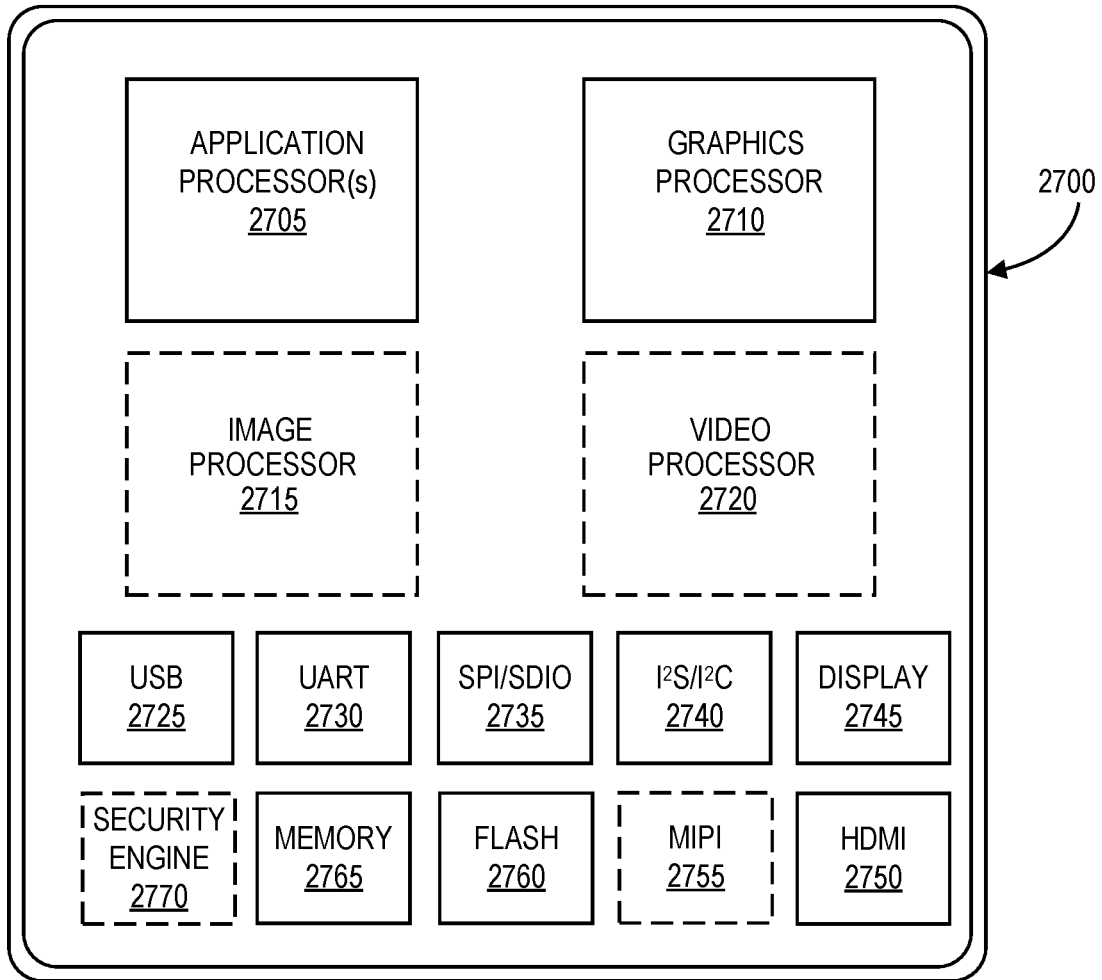 APPLICATION
PROCESSOR(s)
2705
GRAPHICS
PROCESSOR
2710
2700
IMAGE
PROCESSOR
2715
VIDEO
PROCESSOR
2720
USB
2725
UART
2730
SPI/SDIO
2735
I²S/I²C
2740
DISPLAY
2745
SECURITY
ENGINE
2770
MEMORY
2765
FLASH
2760
MIPI
2755
HDMI
2750